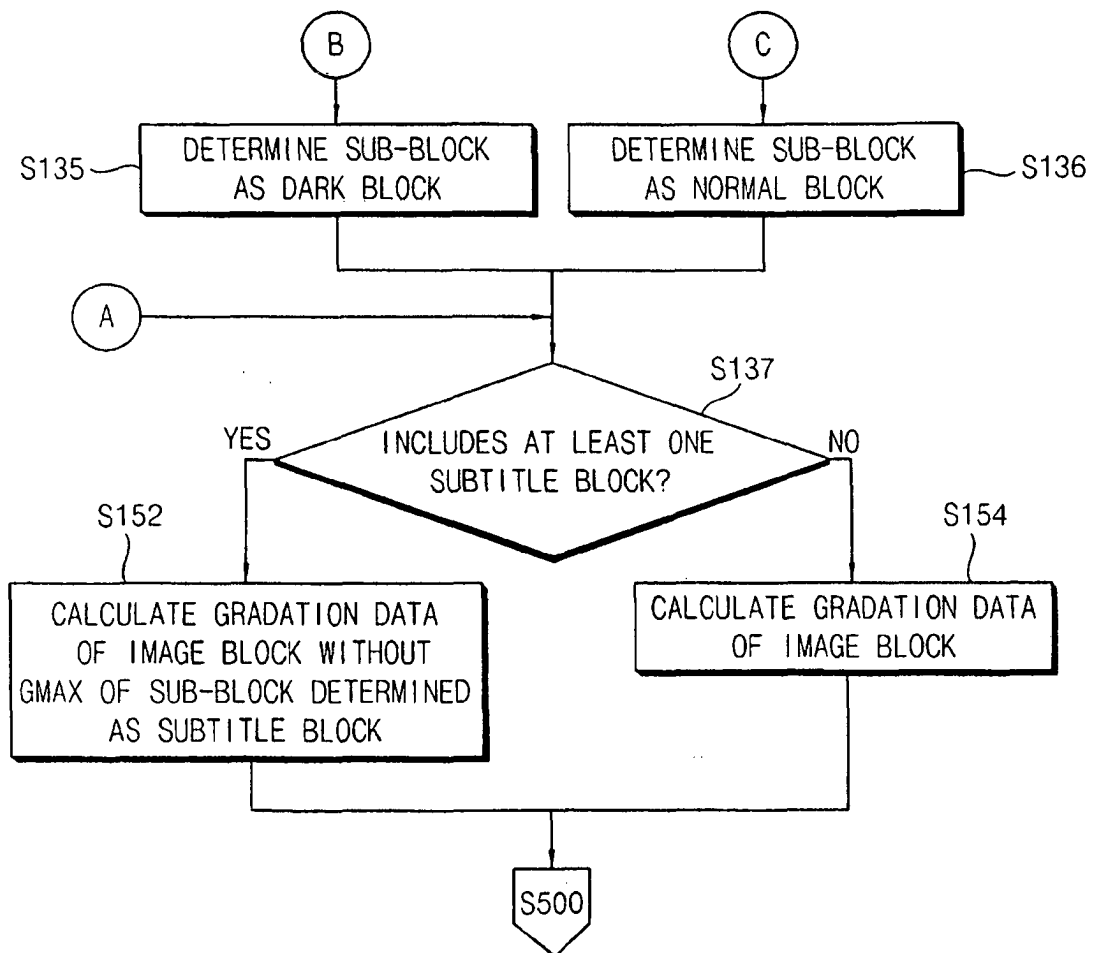 B
C
DETERMINE SUB-BLOCK
AS DARK BLOCK
S135
DETERMINE SUB-BLOCK
AS NORMAL BLOCK
S136
A
S137
YES
INCLUDES AT LEAST ONE
SUBTITLE BLOCK?
NO
S152
S154
CALCULATE GRADATION DATA
OF IMAGE BLOCK WITHOUT
GMAX OF SUB-BLOCK DETERMINED
AS SUBTITLE BLOCK
CALCULATE GRADATION DATA
OF IMAGE BLOCK
S500